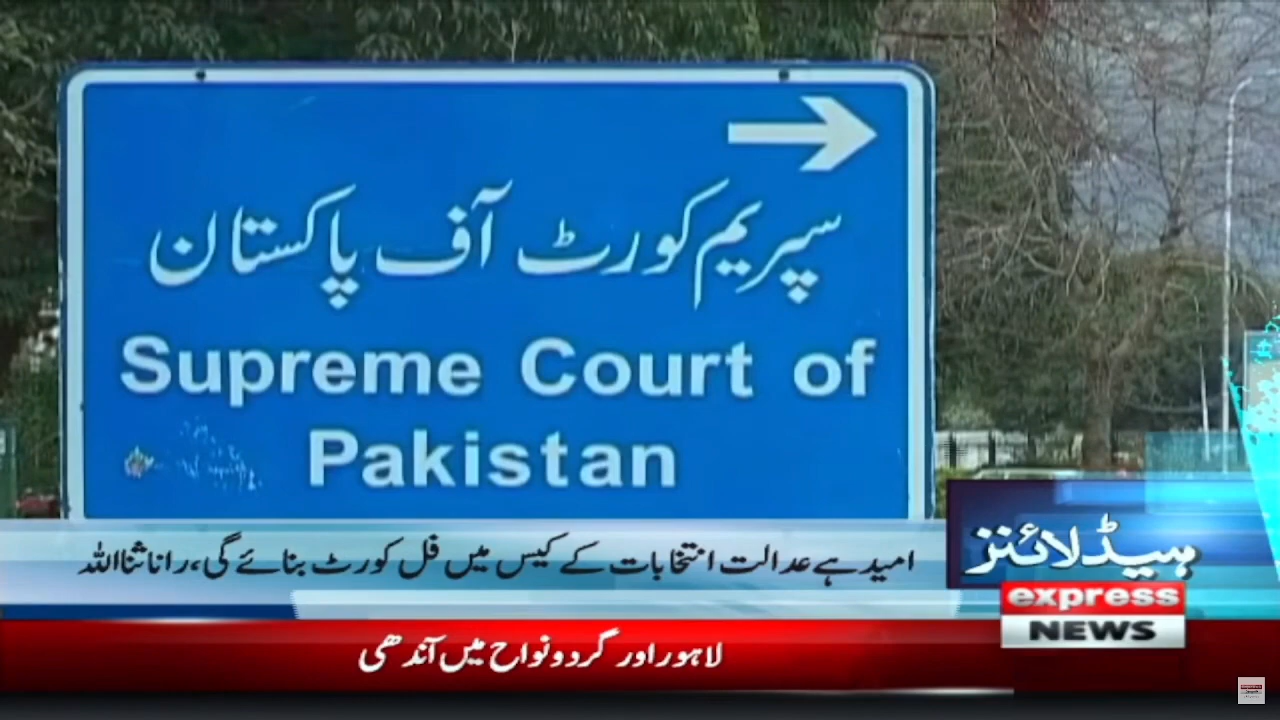 سپریم کورٹ آف پاکستان
Supreme Court of
Pakistan
امید ہے عدالت انتخابات کے کیس میں فل کورٹ بنائے گی، رانا ثنااللہ
ہیڈلائنز
express
NEWS
لاہور اور گردونواح میں آندھی